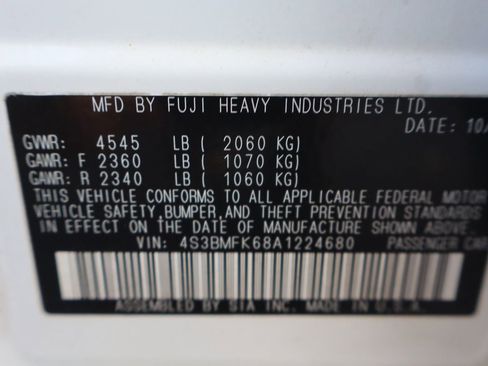 MFD BY FUJI HEAVY INDUSTRIES LTD.
DATE: 10/
GVWR: 4545 LB ( 2060 KG)
GAWR: F 2360 LB ( 1070 KG)
GAWR: R 2340 LB ( 1060 KG)
THIS VEHICLE CONFORMS TO ALL APPLICABLE FEDERAL MOTOR
VEHICLE SAFETY,BUMPER,AND THEFT PREVENTION STANDARDS
IN EFFECT ON THE DATE OF MANUFACTURE SHOWN ABOVE.
VIN: 4S3BMFK68A1224680 PASSENGER CAR
ASSEMBLED BY SIA INC. MADE IN U.S.A.